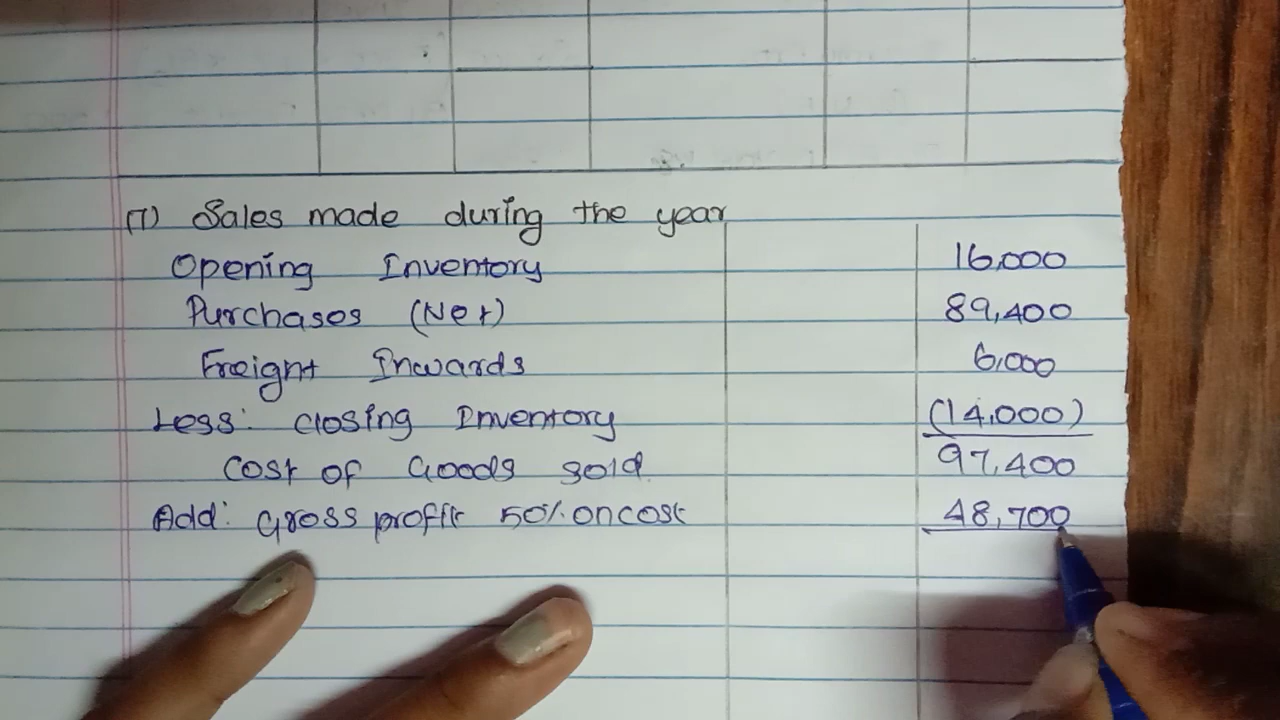 (7) Sales made during the year
Opening Inventory 16,000
Purchases (Net) 89,400
Freight Inwards 6,000
Less: Closing Inventory (14,000)
Cost of Goods sold 97,400
Add: Gross profit 50% on cost 48,700